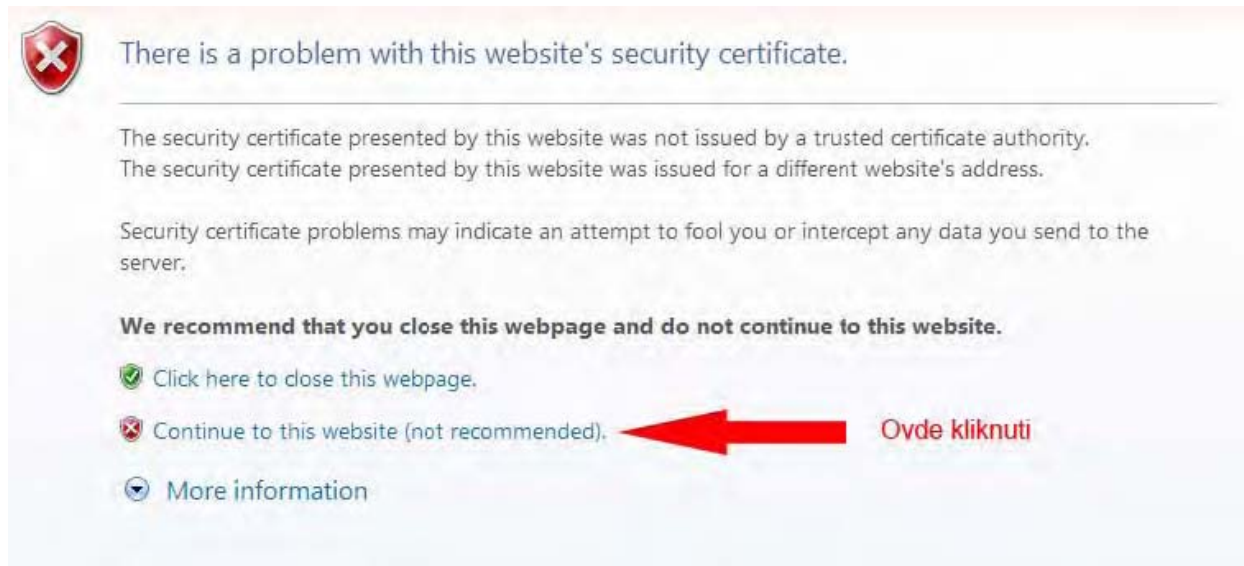 There is a problem with this website's security certificate.
The security certificate presented by this website was not issued by a trusted certificate authority.
The security certificate presented by this website was issued for a different website's address.
Security certificate problems may indicate an attempt to fool you or intercept any data you send to the
server.
We recommend that you close this webpage and do not continue to this website.
Click here to close this webpage.
Continue to this website (not recommended).
Ovde kliknuti
More information